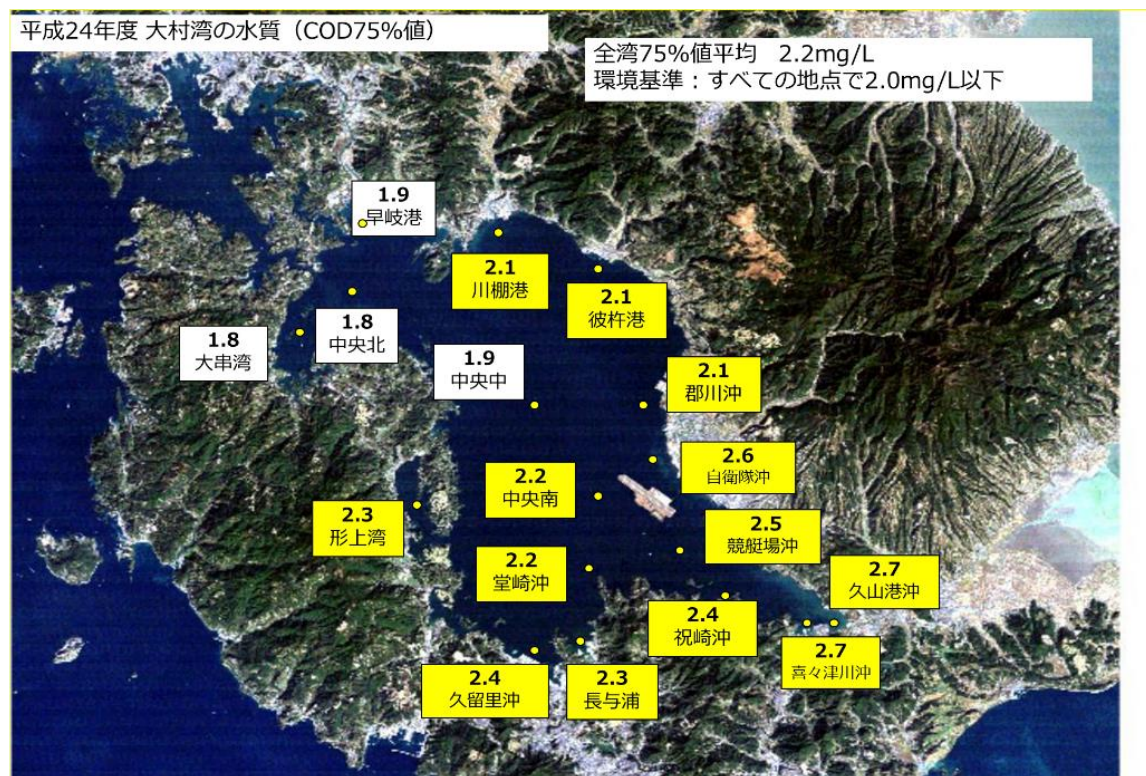 平成24年度 大村湾の水質（COD75%値）
全湾75%値平均　2.2mg/L
環境基準：すべての地点で2.0mg/L以下
1.9
早岐港
2.1
川棚港
2.1
彼杵港
1.8
大串湾
1.8
中央北
1.9
中央中
2.1
郡川沖
2.6
自衛隊沖
2.2
中央南
2.3
形上湾
2.5
競艇場沖
2.2
堂崎沖
2.7
久山港沖
2.4
祝崎沖
2.7
喜々津川沖
2.4
久留里沖
2.3
長与浦